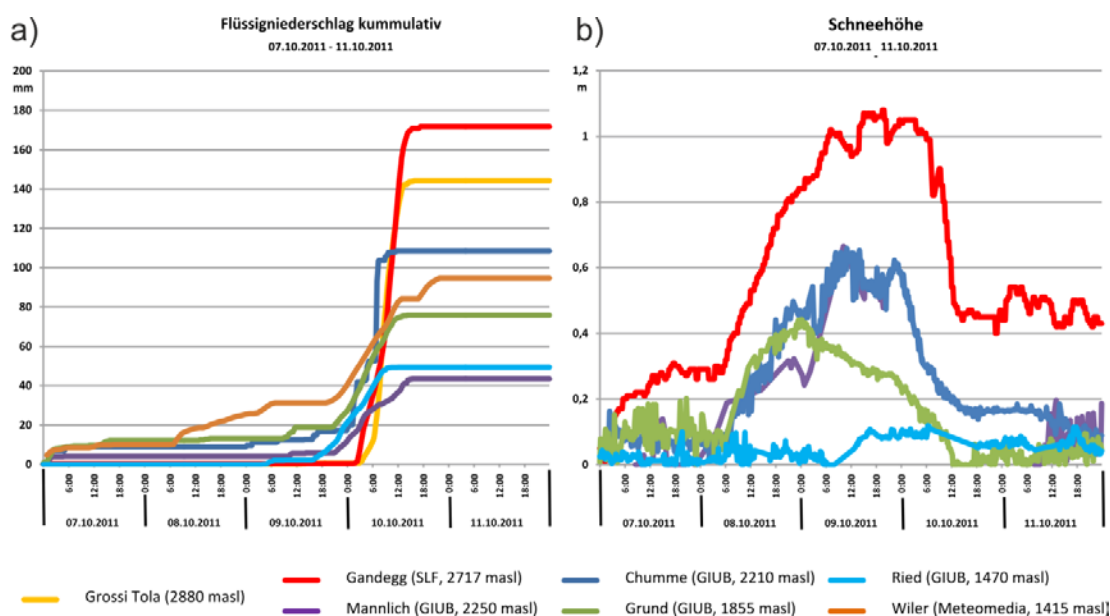 a)
Flüssigniederschlag kummulativ
07.10.2011 - 11.10.2011
200
mm
180
160
140
120
100
80
60
40
20
0
6:00 12:00 18:00 0:00 6:00 12:00 18:00 0:00 6:00 12:00 18:00 0:00 6:00 12:00 18:00 0:00 6:00 12:00 18:00
07.10.2011 08.10.2011 09.10.2011 10.10.2011 11.10.2011
b)
Schneehöhe
07.10.2011 _ 11.10.2011
1,2
m
1
0,8
0,6
0,4
0,2
0
6:00 12:00 18:00 0:00 6:00 12:00 18:00 0:00 6:00 12:00 18:00 0:00 6:00 12:00 18:00 0:00 6:00 12:00 18:00
07.10.2011 08.10.2011 09.10.2011 10.10.2011 11.10.2011
Grossi Tola (2880 masl)
Gandegg (SLF, 2717 masl)
Mannlich (GIUB, 2250 masl)
Chumme (GIUB, 2210 masl)
Grund (GIUB, 1855 masl)
Ried (GIUB, 1470 masl)
Wiler (Meteomedia, 1415 masl)